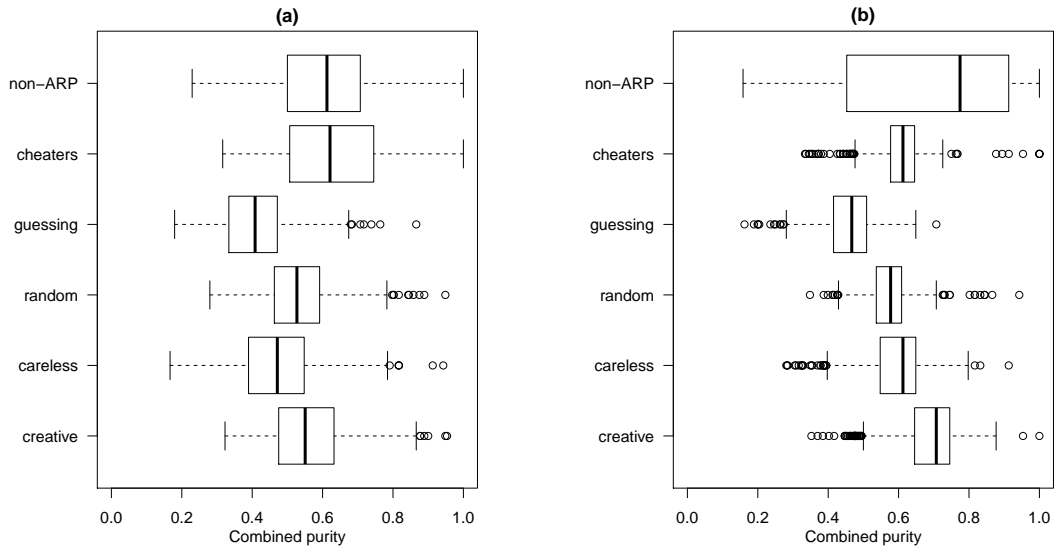 (a)
non−ARP
cheaters
guessing
random
careless
creative
0.0 0.2 0.4 0.6 0.8 1.0
Combined purity
(b)
non−ARP
cheaters
guessing
random
careless
creative
0.0 0.2 0.4 0.6 0.8 1.0
Combined purity